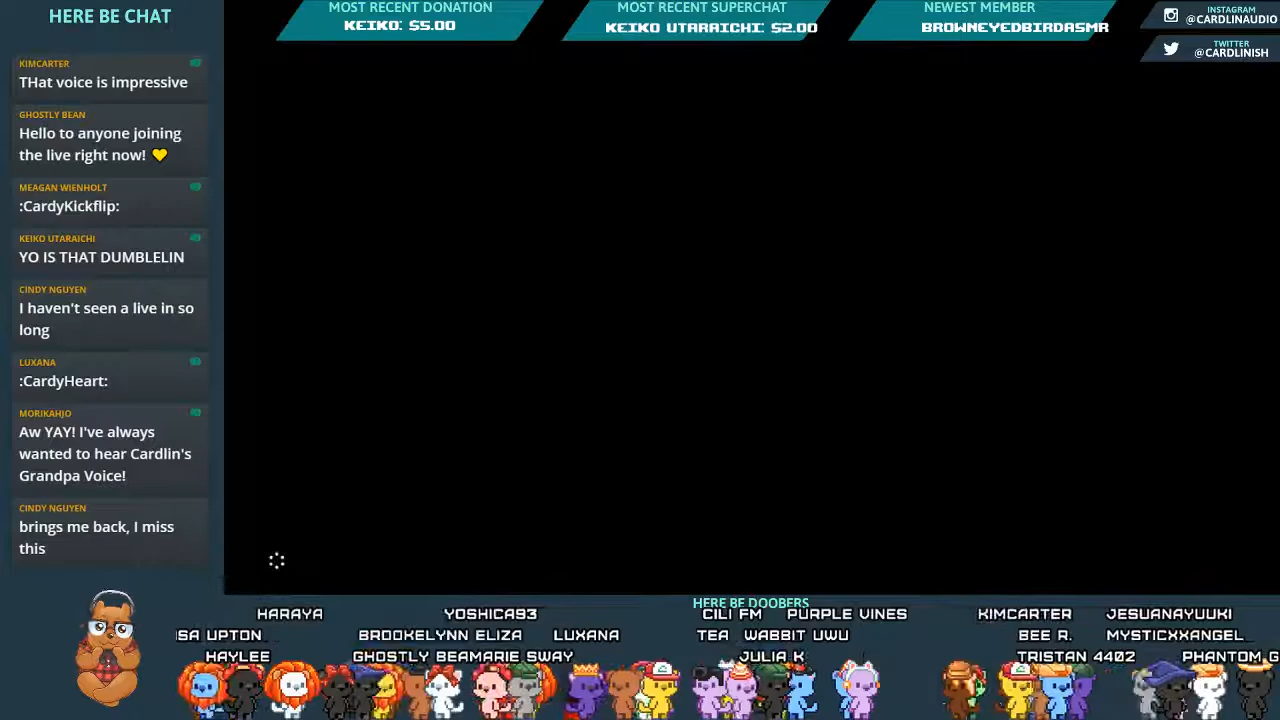 HERE BE CHAT
KIMCARTER
THat voice is impressive
GHOSTLY BEAN
Hello to anyone joining
the live right now! 💛
MEAGAN WIENHOLT
:CardyKickflip:
KEIKO UTARAICHI
YO IS THAT DUMBLELIN
CINDY NGUYEN
I haven't seen a live in so
long
LUXANA
:CardyHeart:
MORIKAHJO
Aw YAY! I've always
wanted to hear Cardlin's
Grandpa Voice!
CINDY NGUYEN
brings me back, I miss
this
MOST RECENT DONATION
KEIKO: $5.00
MOST RECENT SUPERCHAT
KEIKO UTARAICHI: $2.00
NEWEST MEMBER
BROWNEYEDBIRDASMR
INSTAGRAM
@CARDLINAUDIO
TWITTER
@CARDLINISH
HERE BE DOOBERS
HARAYA YOSHICA93 CILI FM PURPLE VINES KIMCARTER JESUANAYUUKI
SA UPTON BROOKELYNN ELIZA LUXANA TEA WABBIT UWU BEE R. MYSTICXXANGEL
HAYLEE GHOSTLY BEAMARIE SWAY JULIA K TRISTAN 4402 PHANTOM G